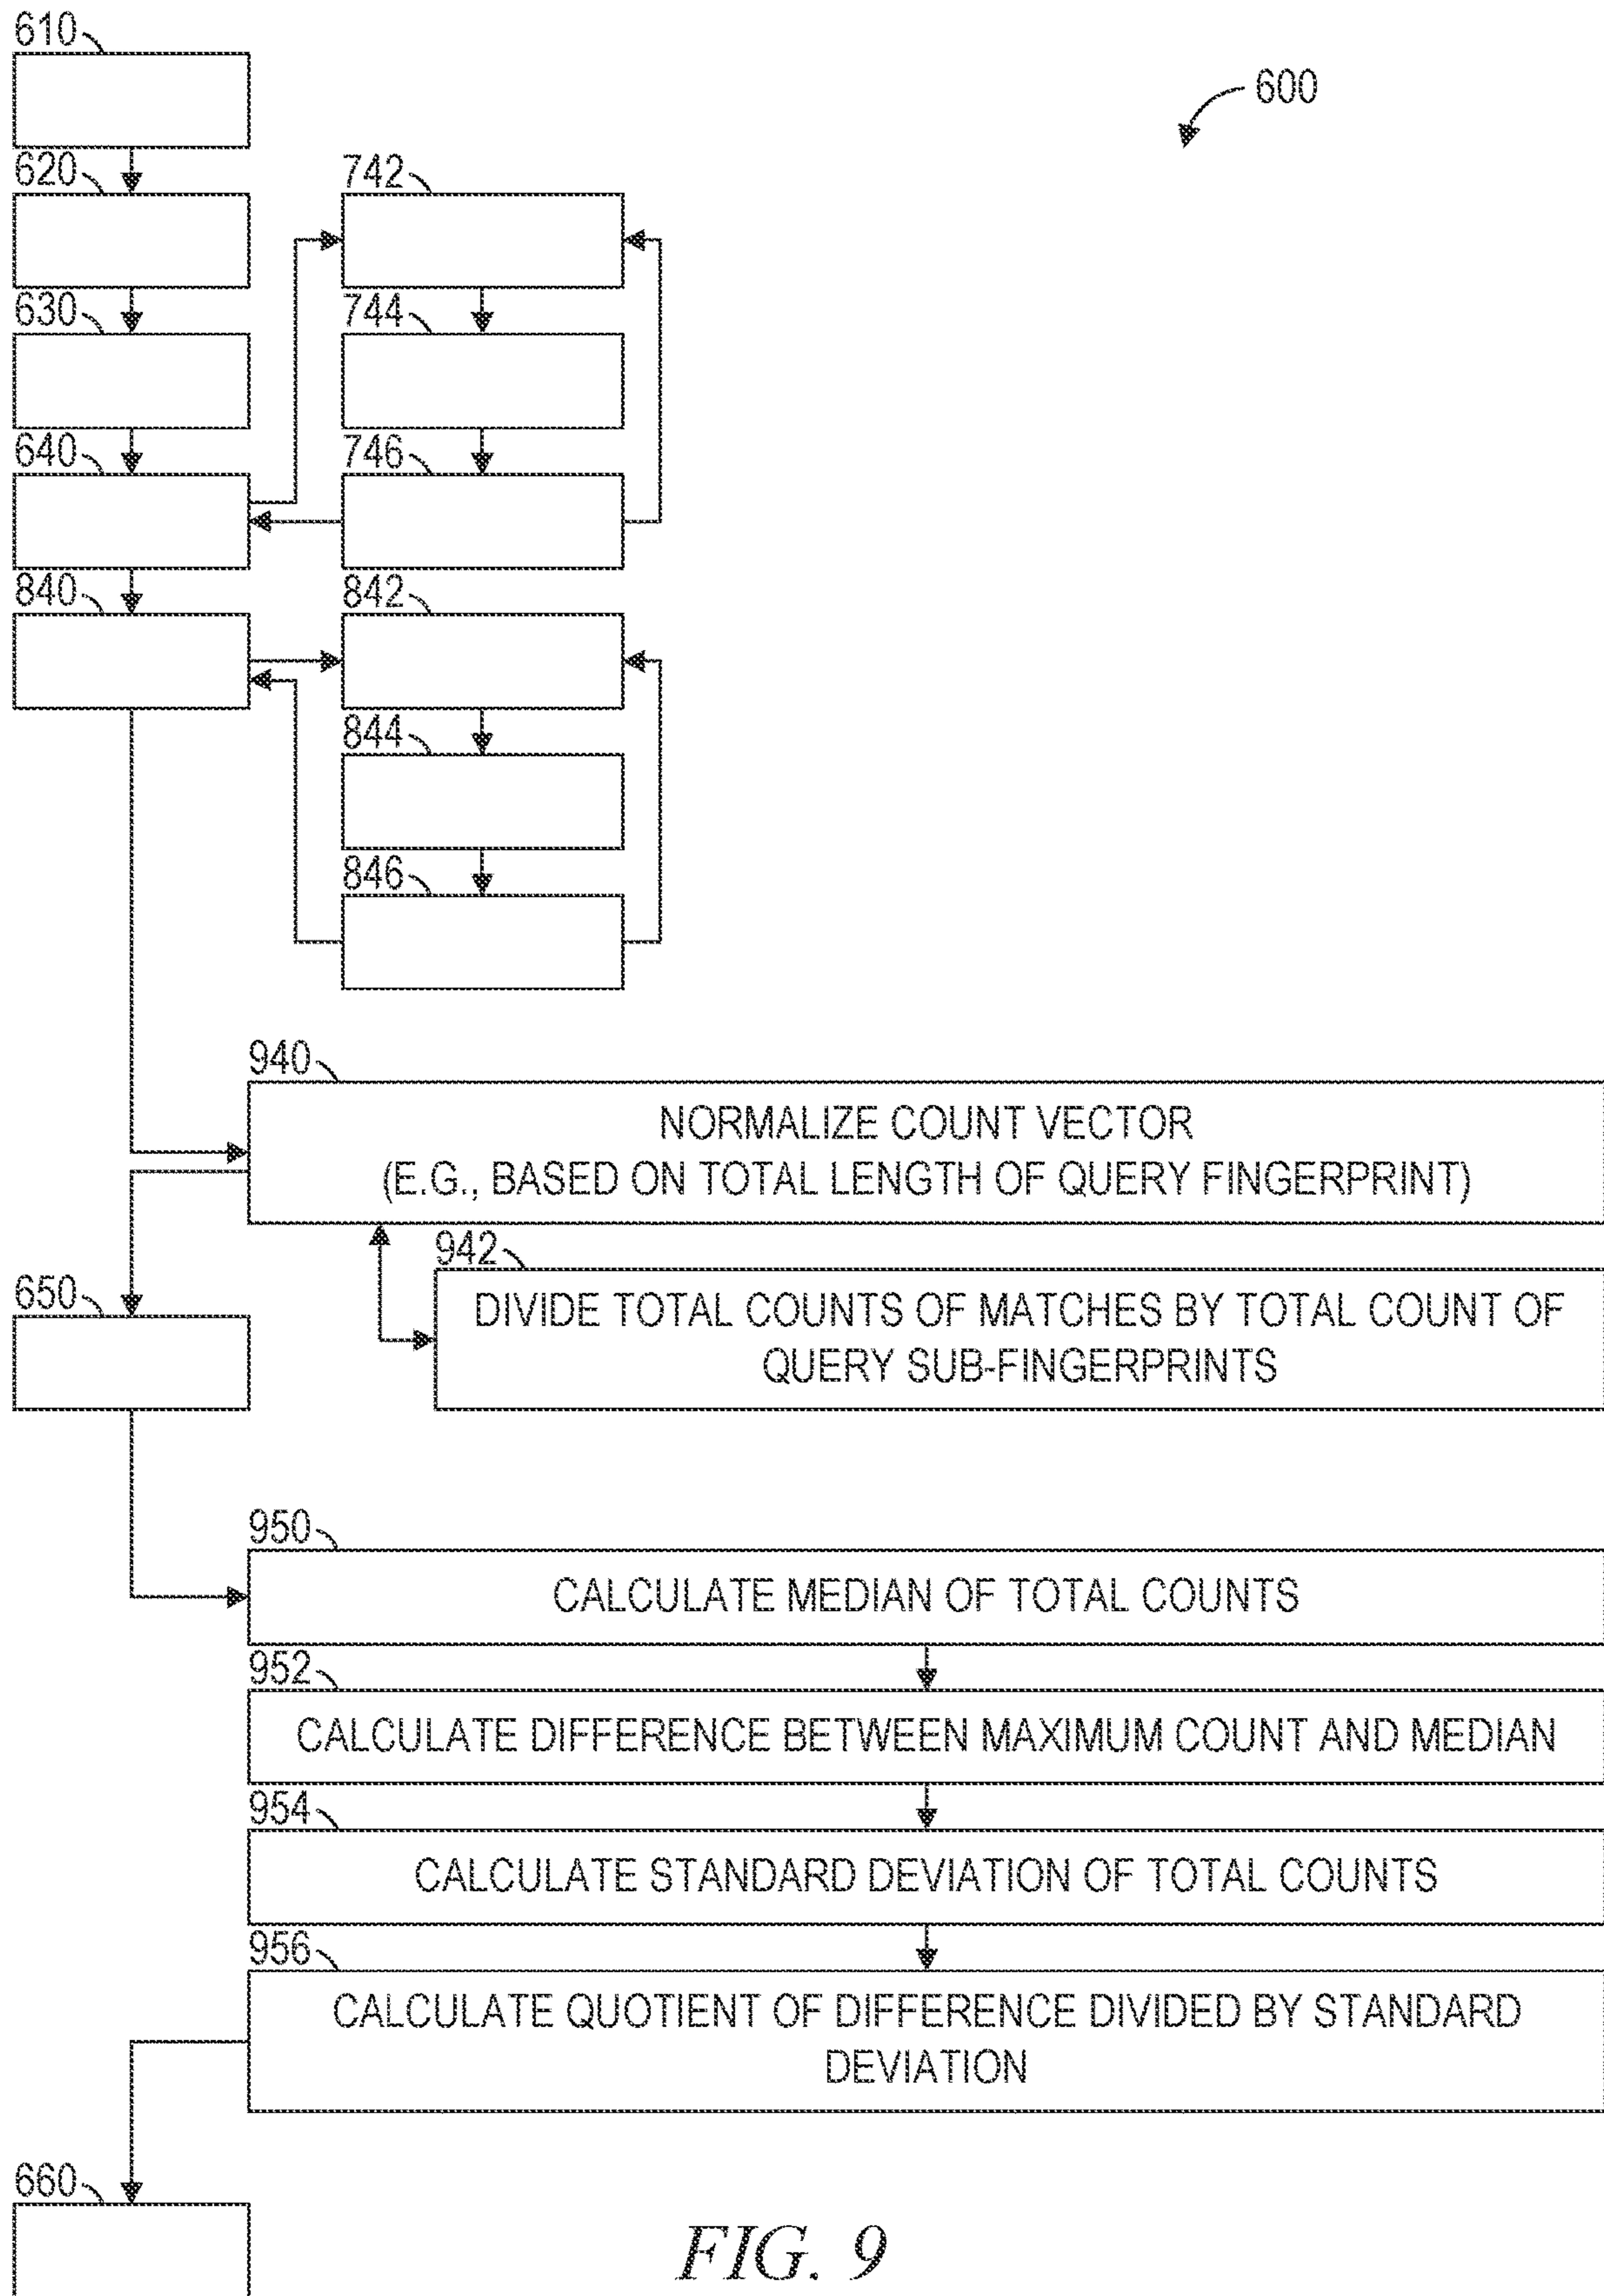 610
600
620
742
630
744
640
746
840
842
844
846
940
NORMALIZE COUNT VECTOR
(E.G., BASED ON TOTAL LENGTH OF QUERY FINGERPRINT)
942
DIVIDE TOTAL COUNTS OF MATCHES BY TOTAL COUNT OF
QUERY SUB-FINGERPRINTS
650
950
CALCULATE MEDIAN OF TOTAL COUNTS
952
CALCULATE DIFFERENCE BETWEEN MAXIMUM COUNT AND MEDIAN
954
CALCULATE STANDARD DEVIATION OF TOTAL COUNTS
956
CALCULATE QUOTIENT OF DIFFERENCE DIVIDED BY STANDARD
DEVIATION
660
FIG. 9